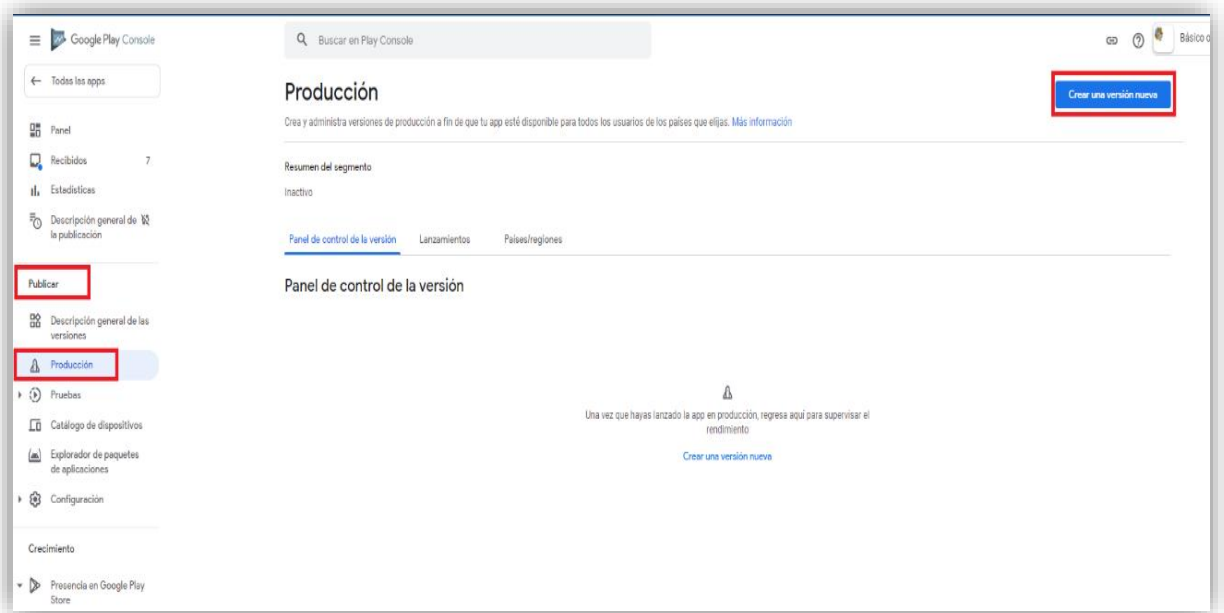 Google Play Console
Buscar en Play Console
Básico
Todas las apps
Panel
Recibidos 7
Estadísticas
Descripción general de
la publicación
Publicar
Descripción general de las
versiones
Producción
Pruebas
Catálogo de dispositivos
Explorador de paquetes
de aplicaciones
Configuración
Crecimiento
Presencia en Google Play
Store
Producción
Crear una versión nueva
Crea y administra versiones de producción a fin de que tu app esté disponible para todos los usuarios de los países que elijas. Más información
Resumen del segmento
Inactivo
Panel de control de la versión Lanzamientos Países/regiones
Panel de control de la versión
Una vez que hayas lanzado la app en producción, regresa aquí para supervisar el
rendimiento
Crear una versión nueva